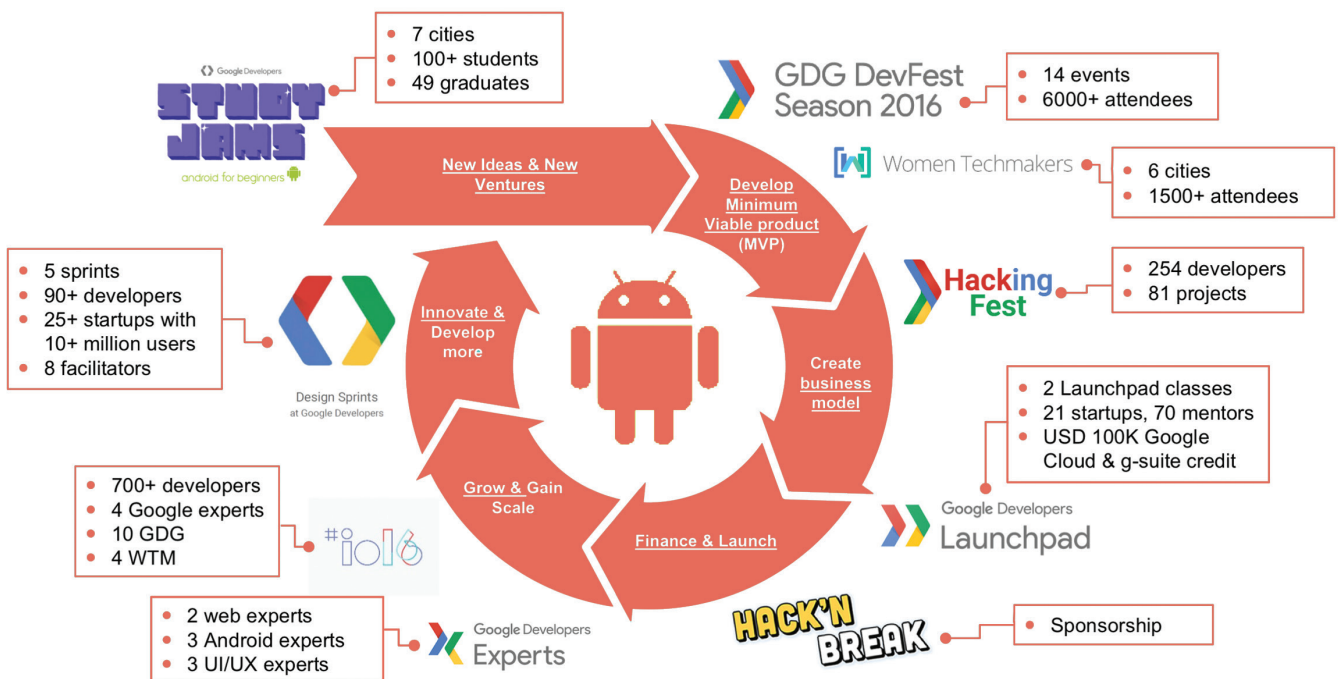 Google Developers
STUDY
JAMS
android for beginners
7 cities
100+ students
49 graduates
GDG DevFest
Season 2016
14 events
6000+ attendees
Women Techmakers
6 cities
1500+ attendees
New Ideas & New
Ventures
Develop
Minimum
Viable product
(MVP)
Hacking
Fest
254 developers
81 projects
5 sprints
90+ developers
25+ startups with
10+ million users
8 facilitators
Design Sprints
at Google Developers
Innovate &
Develop
more
Create
business
model
2 Launchpad classes
21 startups, 70 mentors
USD 100K Google
Cloud & g-suite credit
Google Developers
Launchpad
700+ developers
4 Google experts
10 GDG
4 WTM
#io16
Grow & Gain
Scale
Finance & Launch
2 web experts
3 Android experts
3 UI/UX experts
Google Developers
Experts
HACK'N
BREAK
Sponsorship